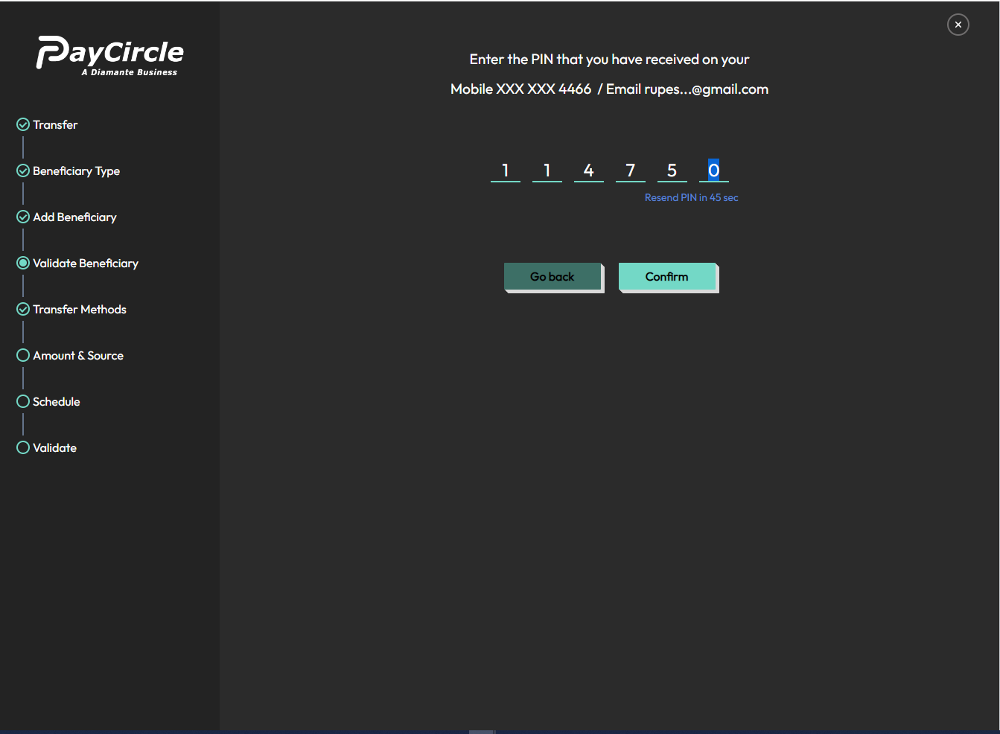 PayCircle
A Diamante Business
Transfer
Beneficiary Type
Add Beneficiary
Validate Beneficiary
Transfer Methods
Amount & Source
Schedule
Validate
Enter the PIN that you have received on your
Mobile XXX XXX 4466 / Email rupes...@gmail.com
1 1 4 7 5 0
Resend PIN in 45 sec
Go back Confirm